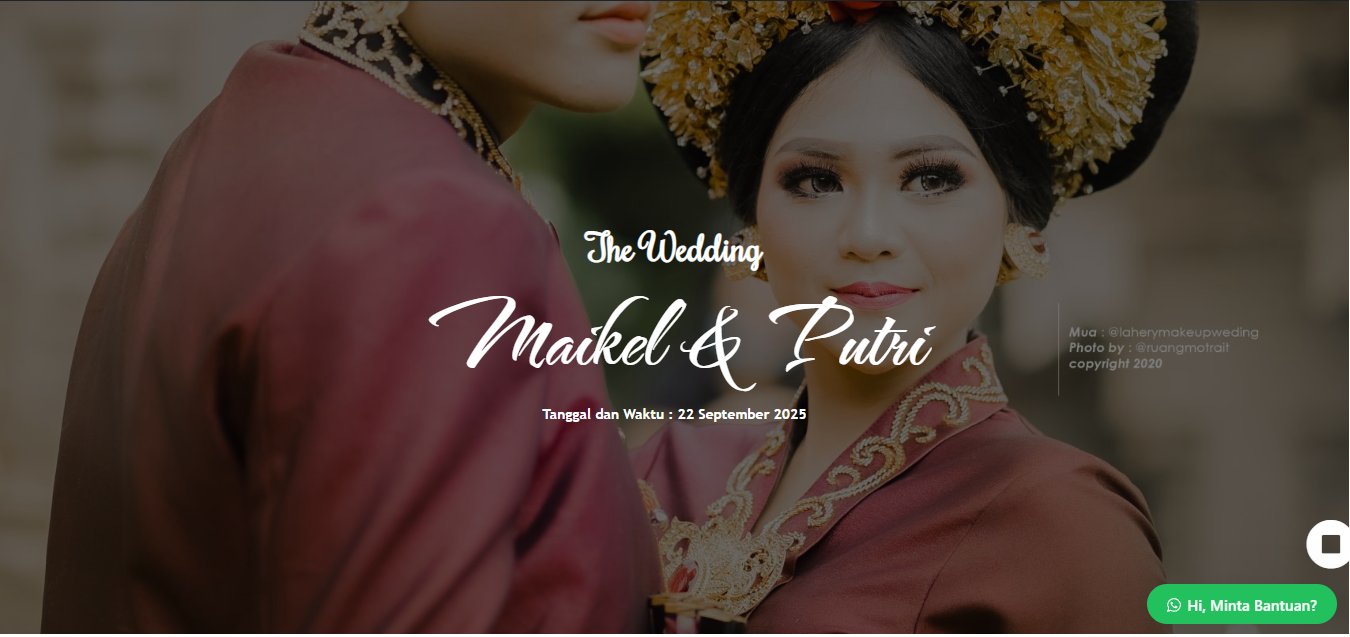 The Wedding
Maikel & Putri
Tanggal dan Waktu : 22 September 2025
Mua : @laherymakeupweding
Photo by : @ruangmotrait
copyright 2020
Hi, Minta Bantuan?